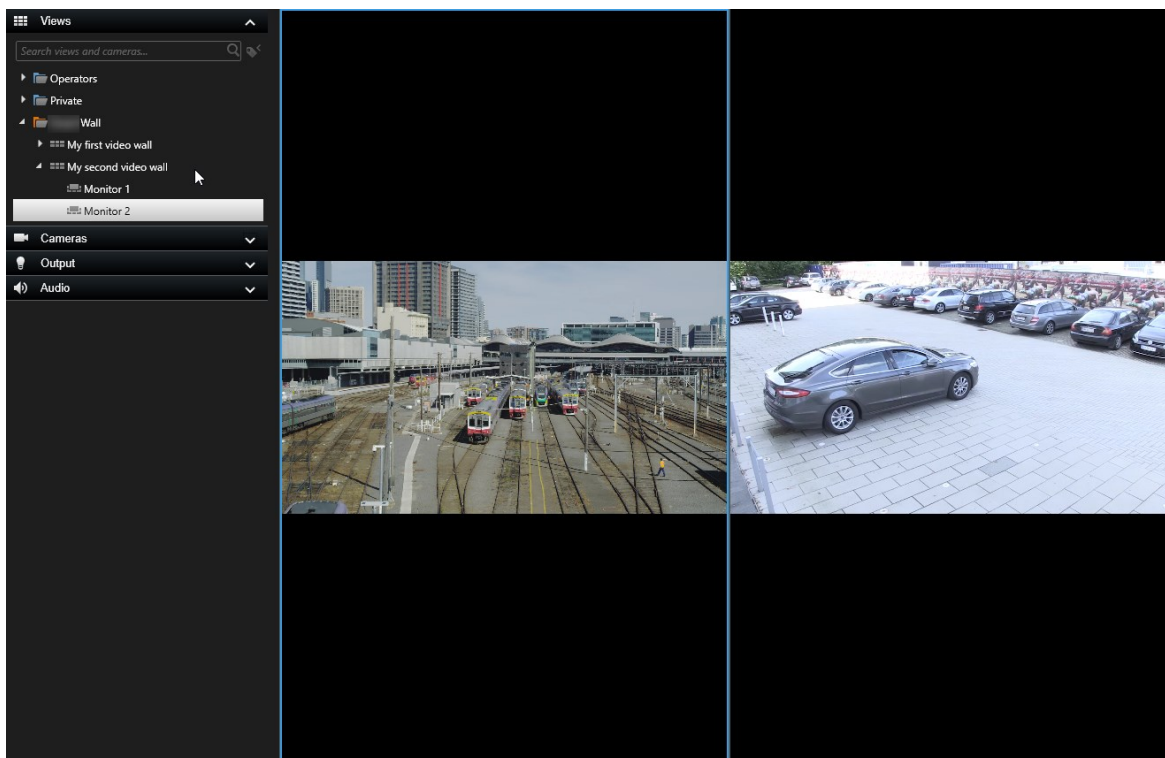 Views
Search views and cameras...
Operators
Private
Wall
My first video wall
My second video wall
Monitor 1
Monitor 2
Cameras
Output
Audio